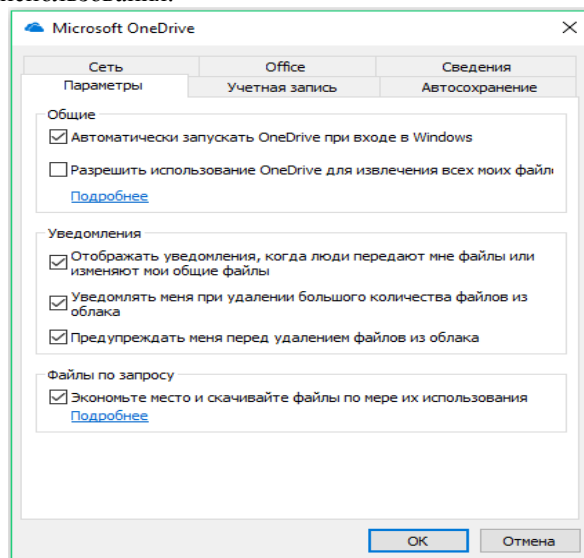 использования.
Microsoft OneDrive
Сеть Office Сведения
Параметры Учетная запись Автосохранение
Общие
Автоматически запускать OneDrive при входе в Windows
Разрешить использование OneDrive для извлечения всех моих файл
Подробнее
Уведомления
Отображать уведомления, когда люди передают мне файлы или
изменяют мои общие файлы
Уведомлять меня при удалении большого количества файлов из
облака
Предупреждать меня перед удалением файлов из облака
Файлы по запросу
Экономьте место и скачивайте файлы по мере их использования
Подробнее
OK Отмена